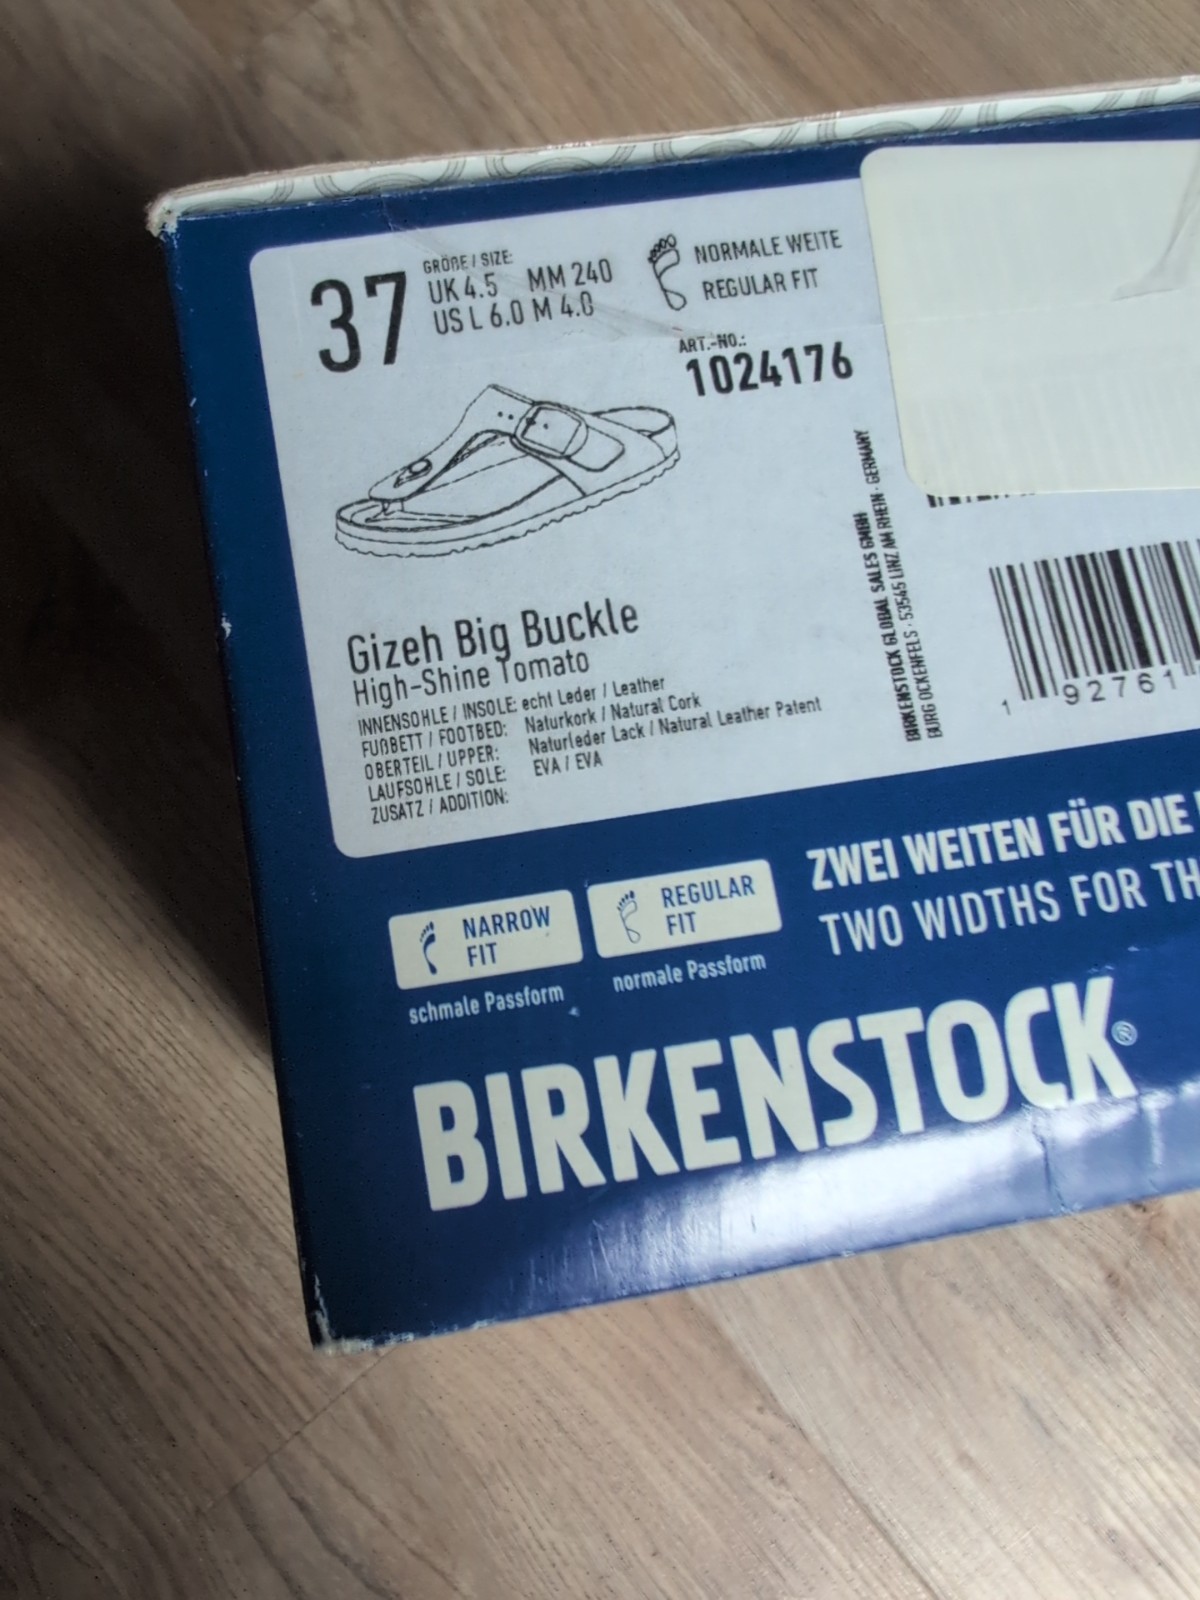 37
GRÖßE / SIZE:
UK 4.5 MM 240
US L 6.0 M 4.0
NORMALE WEITE
REGULAR FIT
ART.-NO.:
1024176
Gizeh Big Buckle
High-Shine Tomato
INNENSOHLE / INSOLE: echt Leder / Leather
FUßBETT / FOOTBED: Naturkork / Natural Cork
OBERTEIL / UPPER: Naturleder Lack / Natural Leather Patent
LAUFSOHLE / SOLE: EVA / EVA
ZUSATZ / ADDITION:
BIRKENSTOCK GLOBAL SALES GMBH
BURG OCKENFELS · 53545 LINZ AM RHEIN · GERMANY
1 92761
NARROW FIT
schmale Passform
REGULAR FIT
normale Passform
ZWEI WEITEN FÜR DIE
TWO WIDTHS FOR TH
BIRKENSTOCK®